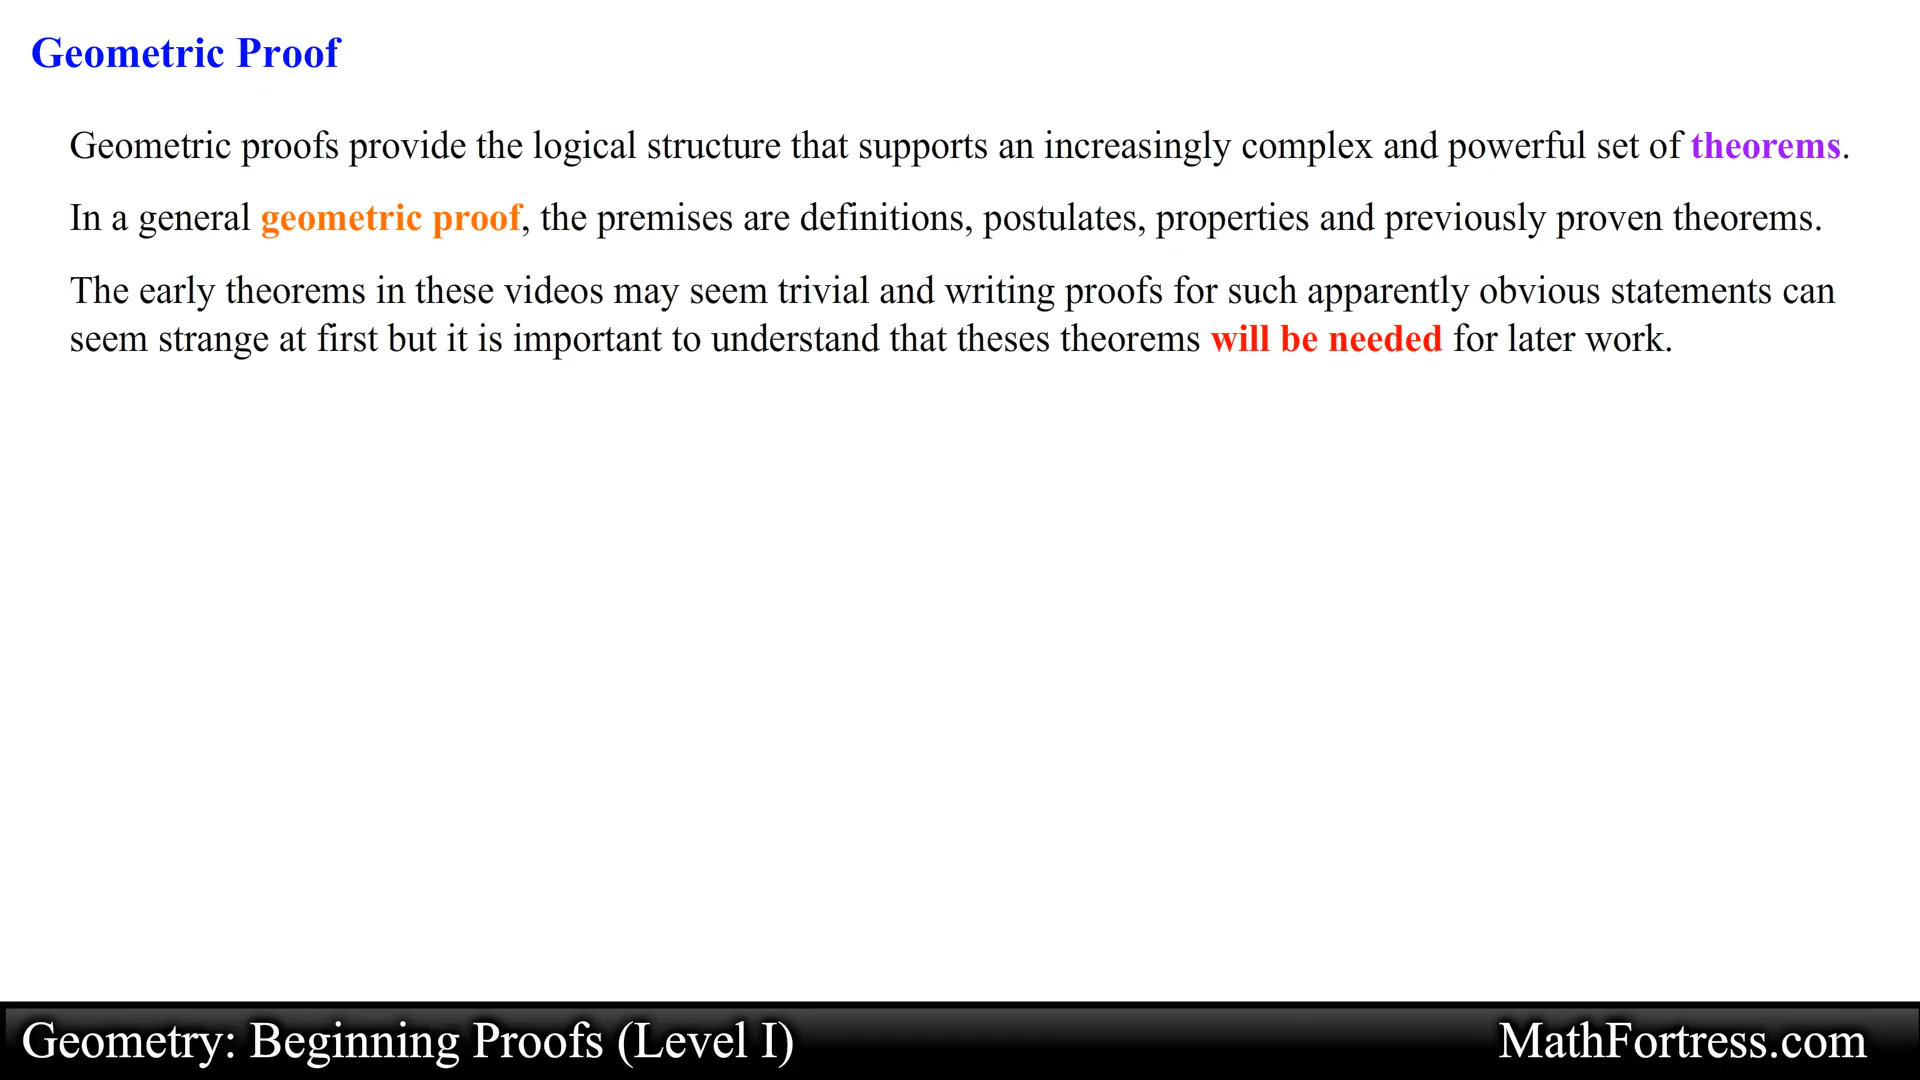 Geometric Proof
Geometric proofs provide the logical structure that supports an increasingly complex and powerful set of theorems.
In a general geometric proof, the premises are definitions, postulates, properties and previously proven theorems.
The early theorems in these videos may seem trivial and writing proofs for such apparently obvious statements can
seem strange at first but it is important to understand that theses theorems will be needed for later work.
Geometry: Beginning Proofs (Level I)
MathFortress.com